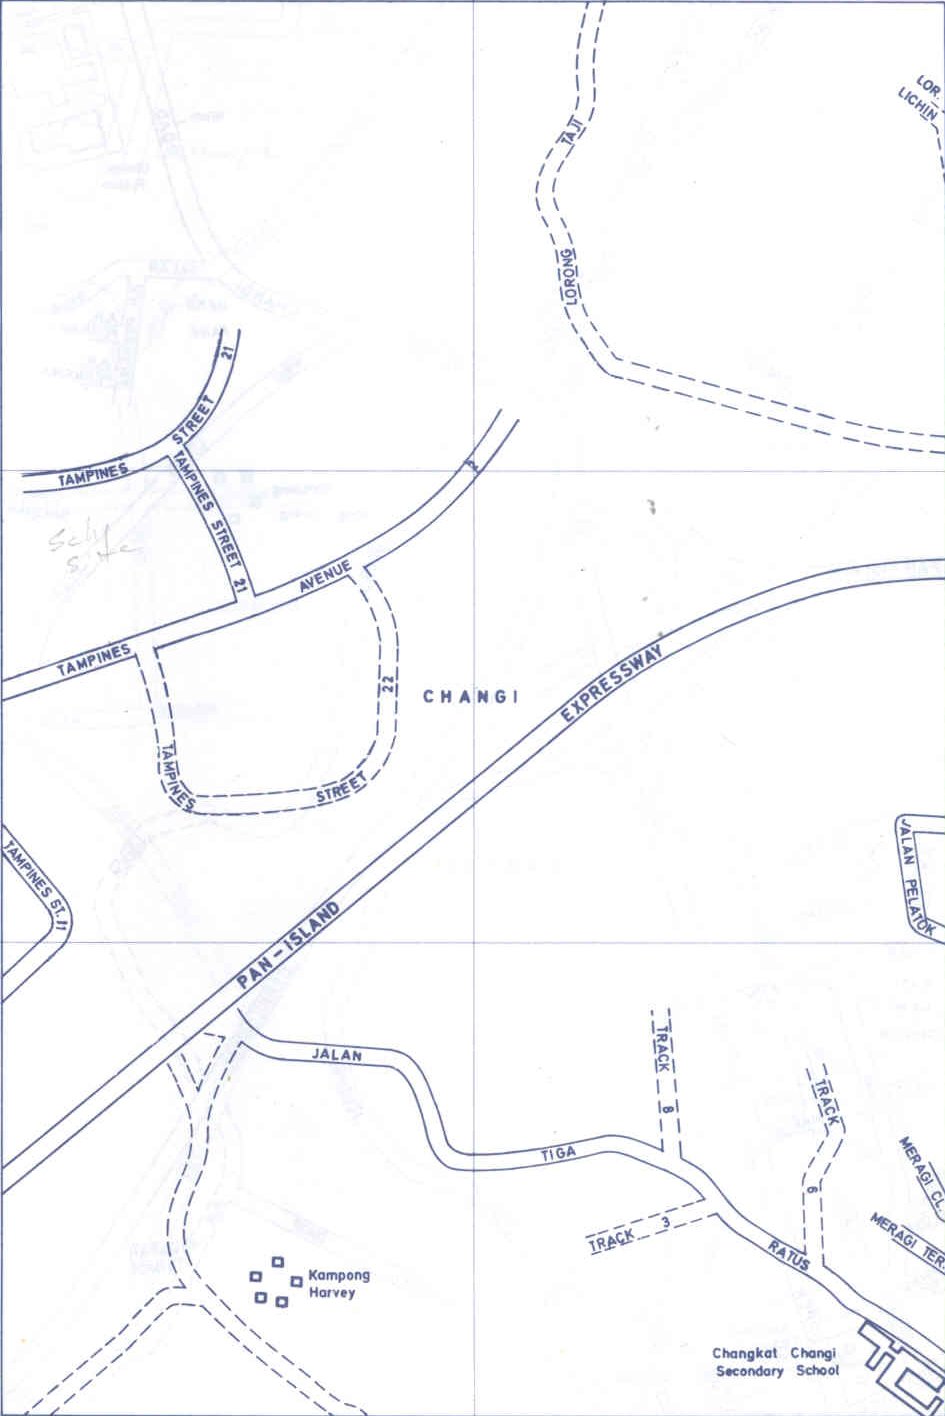 LOR.
LICHIN
LORONG TAJI
TAMPINES STREET 21
TAMPINES STREET 21
TAMPINES AVENUE 2
TAMPINES STREET 22
CHANGI
PAN-ISLAND EXPRESSWAY
TAMPINES ST. 11
JALAN PELATOK
JALAN TIGA RATUS
TRACK 8
TRACK
TRACK 3
MERAGI CL.
MERAGI TER.
Kampong
Harvey
Changkat Changi
Secondary School